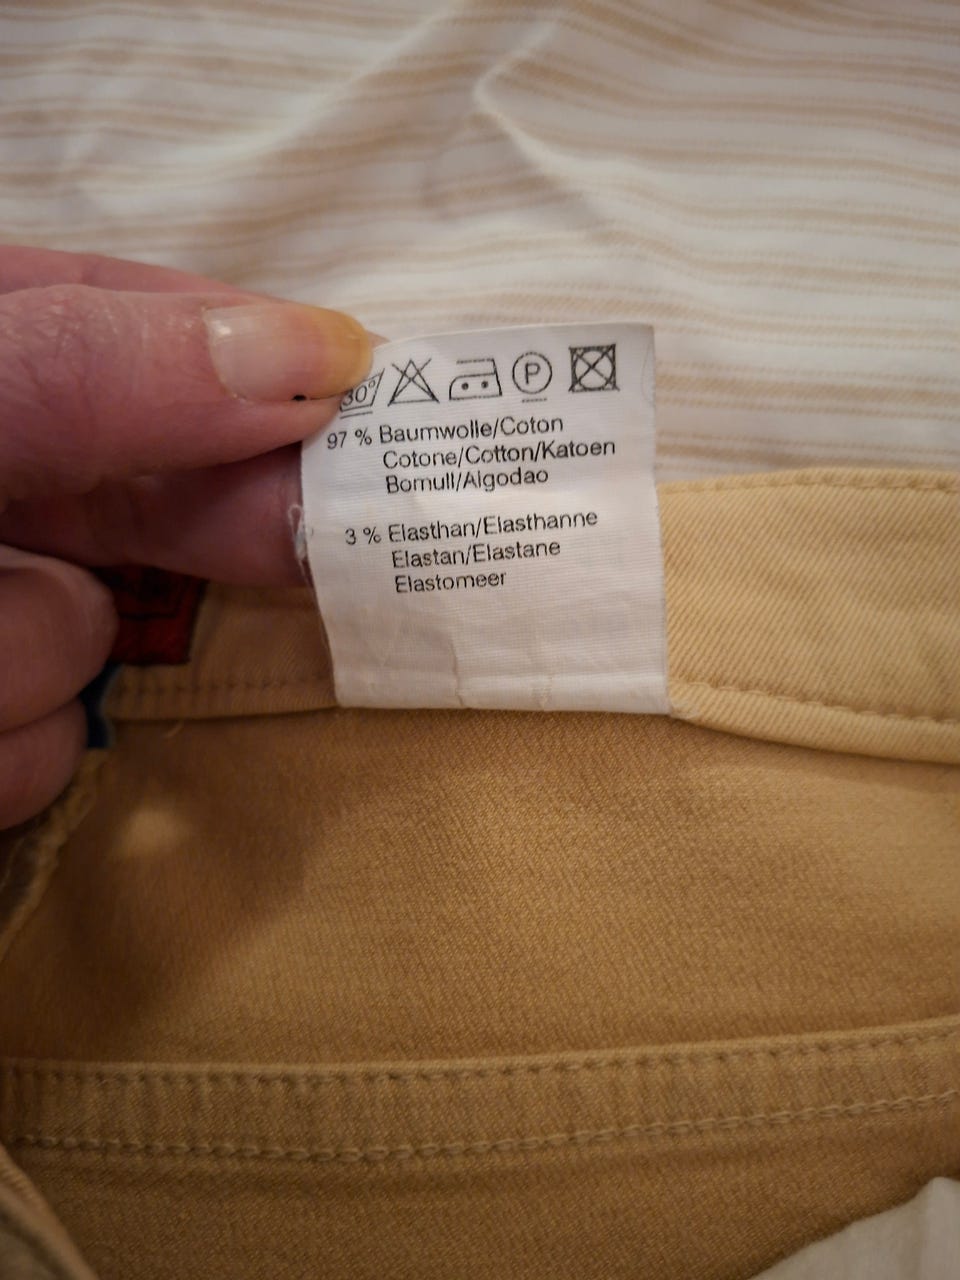 30°
P
97 % Baumwolle/Coton
Cotone/Cotton/Katoen
Bomull/Algodao
3 % Elasthan/Elasthanne
Elastan/Elastane
Elastomeer